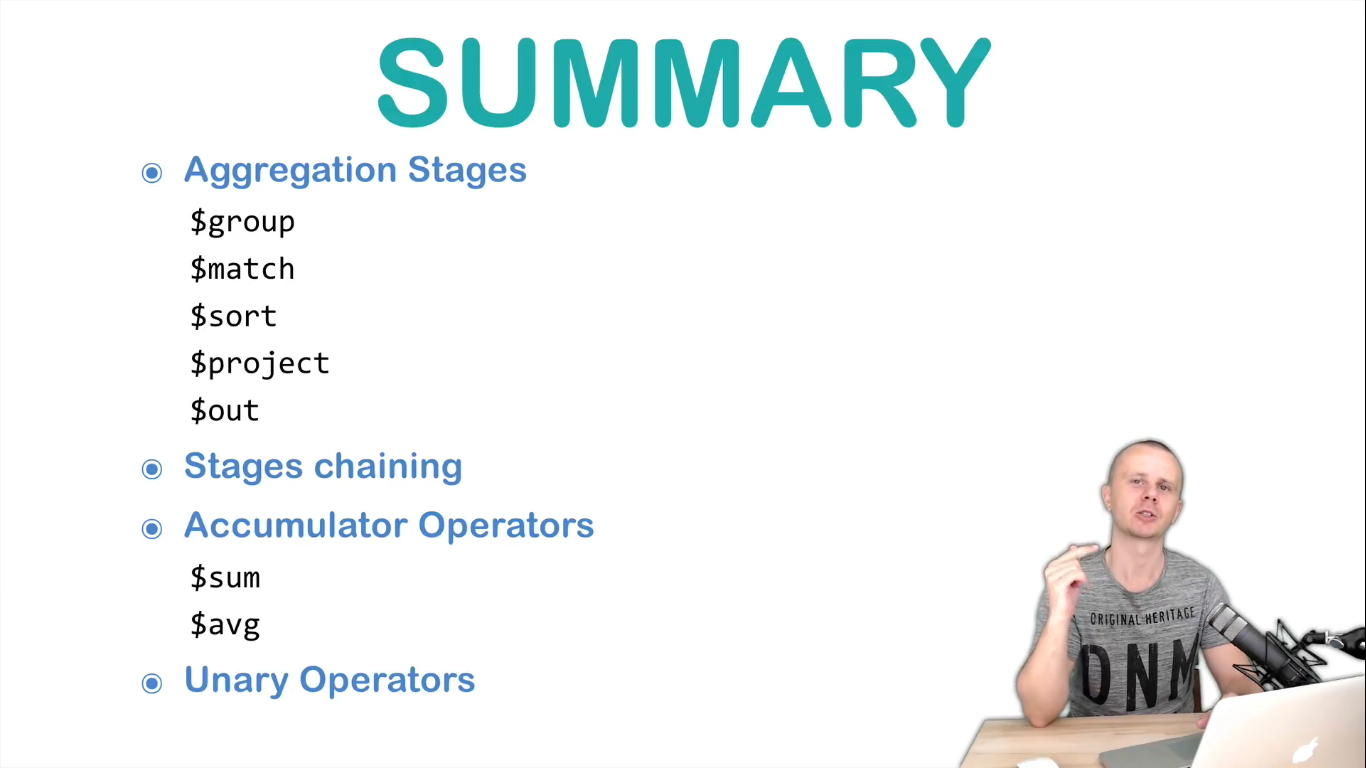 SUMMARY
Aggregation Stages
$group
$match
$sort
$project
$out
Stages chaining
Accumulator Operators
$sum
$avg
Unary Operators
ORIGINAL HERITAGE
DNM